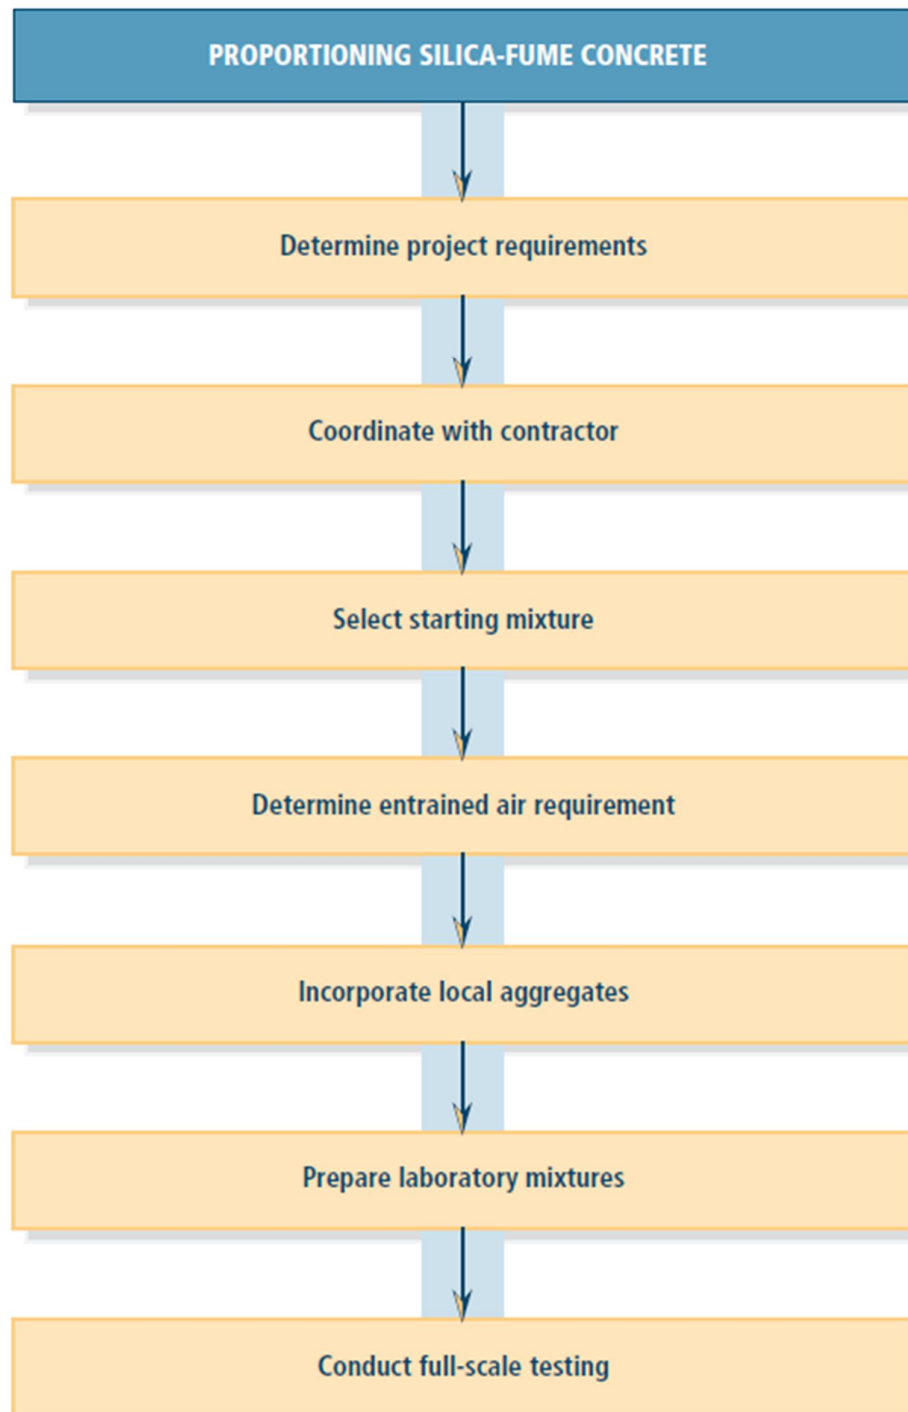 PROPORTIONING SILICA-FUME CONCRETE
Determine project requirements
Coordinate with contractor
Select starting mixture
Determine entrained air requirement
Incorporate local aggregates
Prepare laboratory mixtures
Conduct full-scale testing